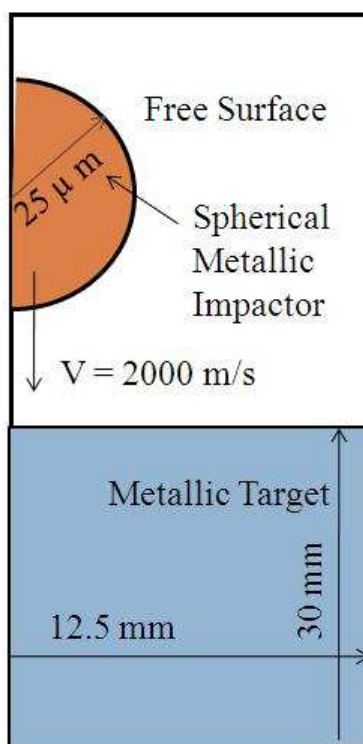 Free Surface
25 μ m
Spherical
Metallic
Impactor
V = 2000 m/s
Metallic Target
30 mm
12.5 mm